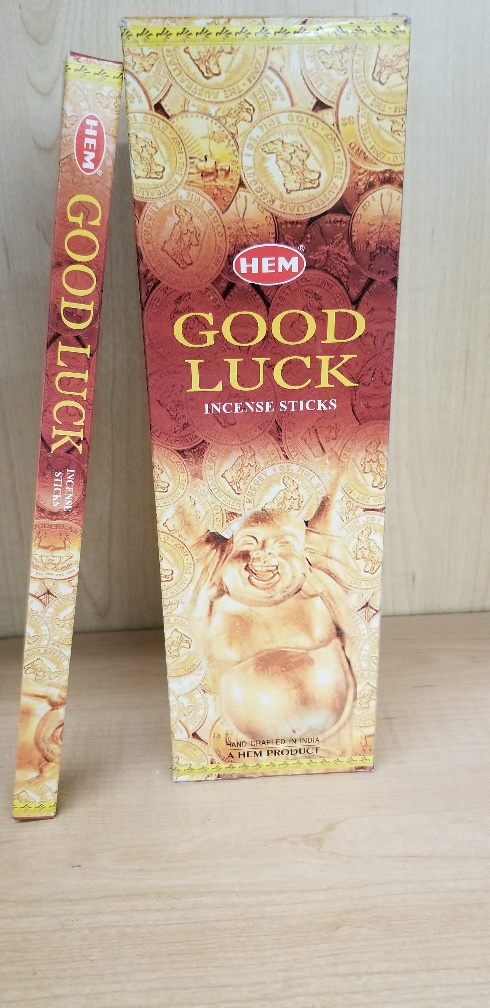 HEM
GOOD LUCK
INCENSE
STICKS
HEM®
GOOD
LUCK
INCENSE STICKS
HAND CRAFTED IN INDIA
A HEM PRODUCT